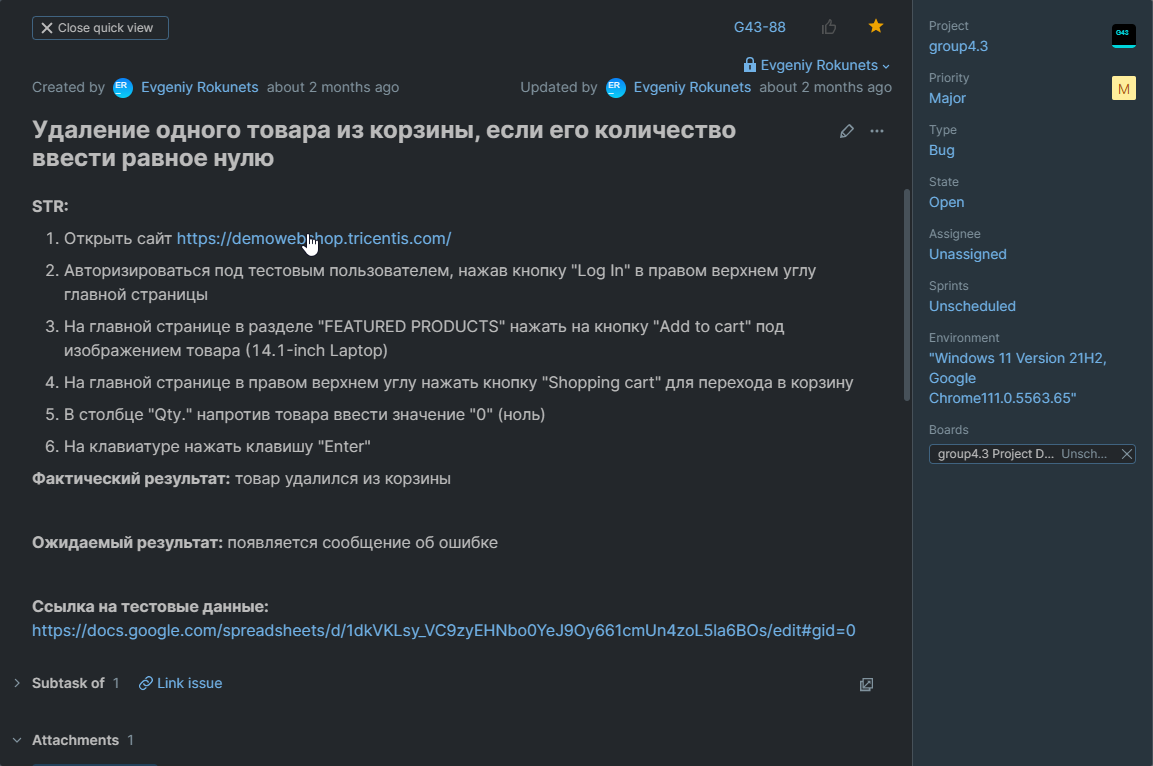 Close quick view
G43-88
Evgeniy Rokunets
Created by ER Evgeniy Rokunets about 2 months ago
Updated by ER Evgeniy Rokunets about 2 months ago
Удаление одного товара из корзины, если его количество
ввести равное нулю
STR:
1. Открыть сайт https://demowebshop.tricentis.com/
2. Авторизироваться под тестовым пользователем, нажав кнопку "Log In" в правом верхнем углу
главной страницы
3. На главной странице в разделе "FEATURED PRODUCTS" нажать на кнопку "Add to cart" под
изображением товара (14.1-inch Laptop)
4. На главной странице в правом верхнем углу нажать кнопку "Shopping cart" для перехода в корзину
5. В столбце "Qty." напротив товара ввести значение "0" (ноль)
6. На клавиатуре нажать клавишу "Enter"
Фактический результат: товар удалился из корзины
Ожидаемый результат: появляется сообщение об ошибке
Ссылка на тестовые данные:
https://docs.google.com/spreadsheets/d/1dkVKLsy_VC9zyEHNbo0YeJ9Oy661cmUn4zoL5la6BOs/edit#gid=0
Subtask of 1
Link issue
Attachments 1
Project
group4.3
G43
Priority
Major
M
Type
Bug
State
Open
Assignee
Unassigned
Sprints
Unscheduled
Environment
"Windows 11 Version 21H2,
Google
Chrome111.0.5563.65"
Boards
group4.3 Project D... Unsch...